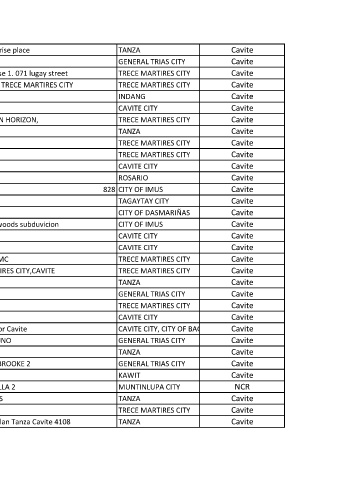 rise place TANZA Cavite
GENERAL TRIAS CITY Cavite
se 1. 071 lugay street TRECE MARTIRES CITY Cavite
TRECE MARTIRES CITY TRECE MARTIRES CITY Cavite
INDANG Cavite
CAVITE CITY Cavite
N HORIZON, TRECE MARTIRES CITY Cavite
TANZA Cavite
TRECE MARTIRES CITY Cavite
TRECE MARTIRES CITY Cavite
CAVITE CITY Cavite
ROSARIO Cavite
828 CITY OF IMUS Cavite
TAGAYTAY CITY Cavite
CITY OF DASMARIÑAS Cavite
woods subduvicion CITY OF IMUS Cavite
CAVITE CITY Cavite
CAVITE CITY Cavite
MC TRECE MARTIRES CITY Cavite
IRES CITY,CAVITE TRECE MARTIRES CITY Cavite
TANZA Cavite
GENERAL TRIAS CITY Cavite
TRECE MARTIRES CITY Cavite
CAVITE CITY Cavite
or Cavite CAVITE CITY, CITY OF BAC Cavite
UNO GENERAL TRIAS CITY Cavite
TANZA Cavite
BROOKE 2 GENERAL TRIAS CITY Cavite
KAWIT Cavite
LLA 2 MUNTINLUPA CITY NCR
S TANZA Cavite
TRECE MARTIRES CITY Cavite
lan Tanza Cavite 4108 TANZA Cavite